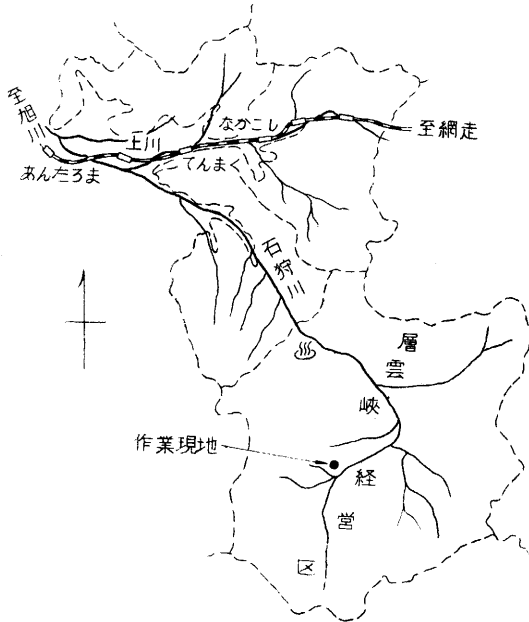 至旭川
上川
なかこし
至網走
あんたろま
てんまく
石狩川
層雲峡経営区
作業現地